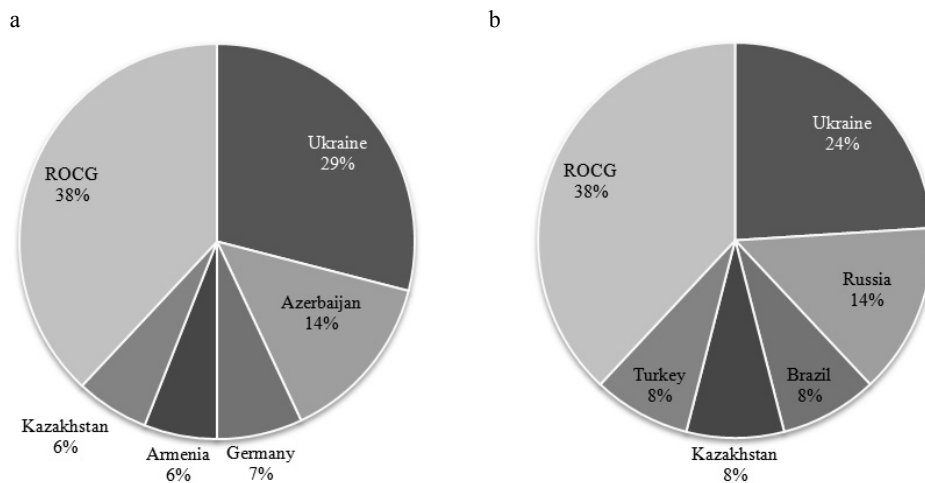 a
Ukraine
29%
Azerbaijan
14%
Germany
7%
Armenia
6%
Kazakhstan
6%
ROCG
38%
b
Ukraine
24%
Russia
14%
Brazil
8%
Kazakhstan
8%
Turkey
8%
ROCG
38%